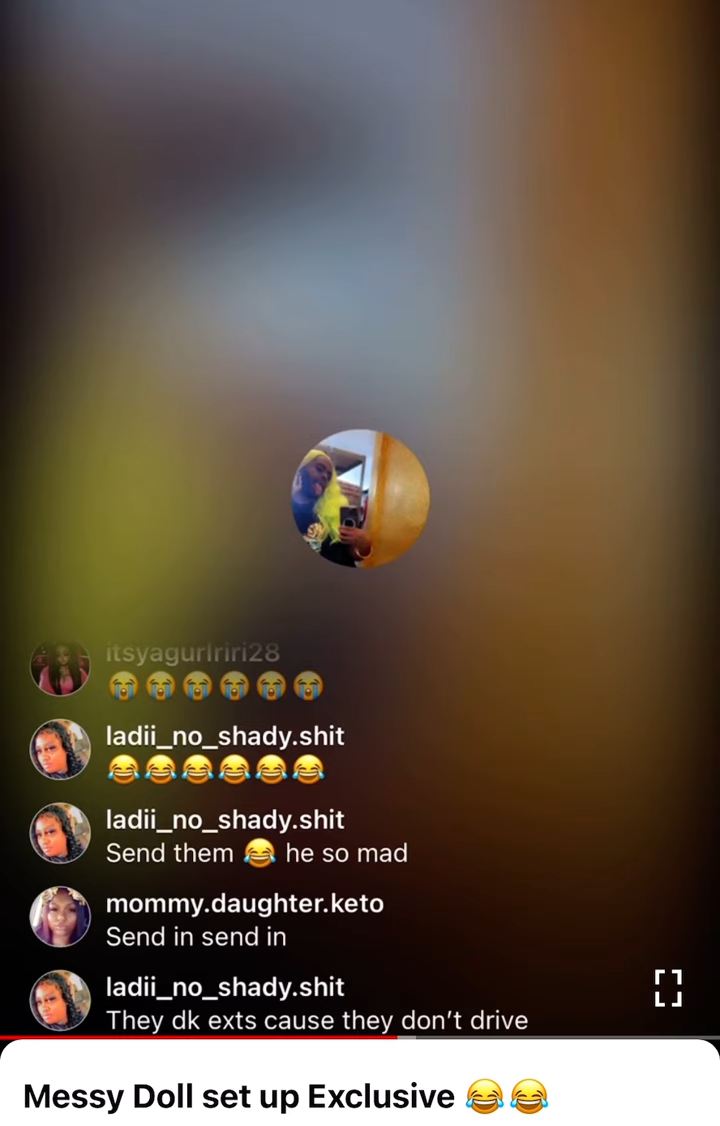 itsyagurlriri28
😭😭😭😭😭😭
ladii_no_shady.shit
😂😂😂😂😂😂
ladii_no_shady.shit
Send them 😂 he so mad
mommy.daughter.keto
Send in send in
ladii_no_shady.shit
They dk exts cause they don’t drive
Messy Doll set up Exclusive 😂😂